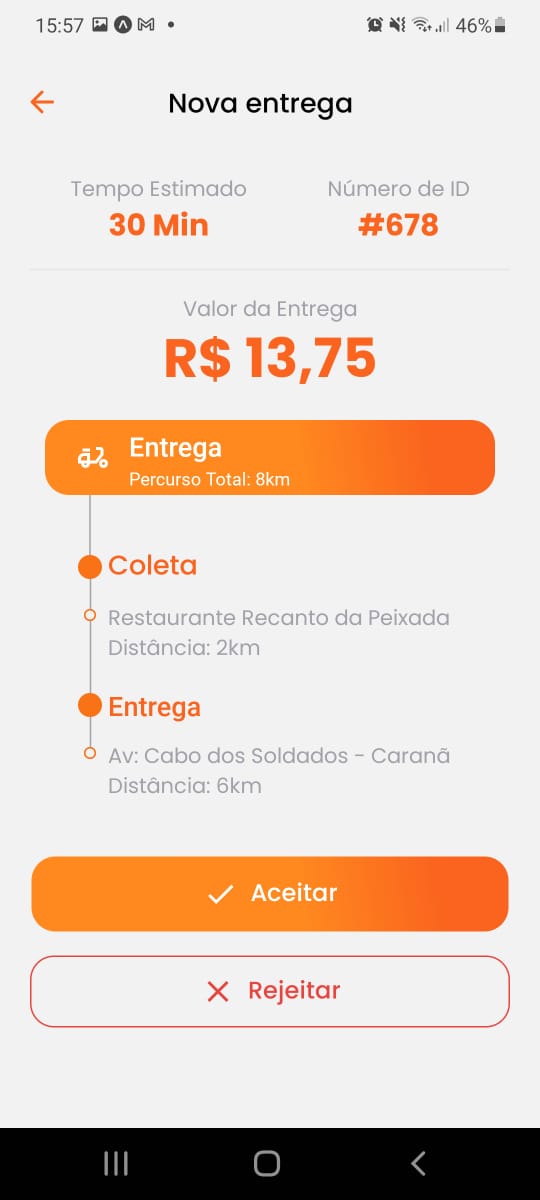 15:57
46%
Nova entrega
Tempo Estimado
30 Min
Número de ID
#678
Valor da Entrega
R$ 13,75
Entrega
Percurso Total: 8km
Coleta
Restaurante Recanto da Peixada
Distância: 2km
Entrega
Av: Cabo dos Soldados - Caranã
Distância: 6km
Aceitar
Rejeitar